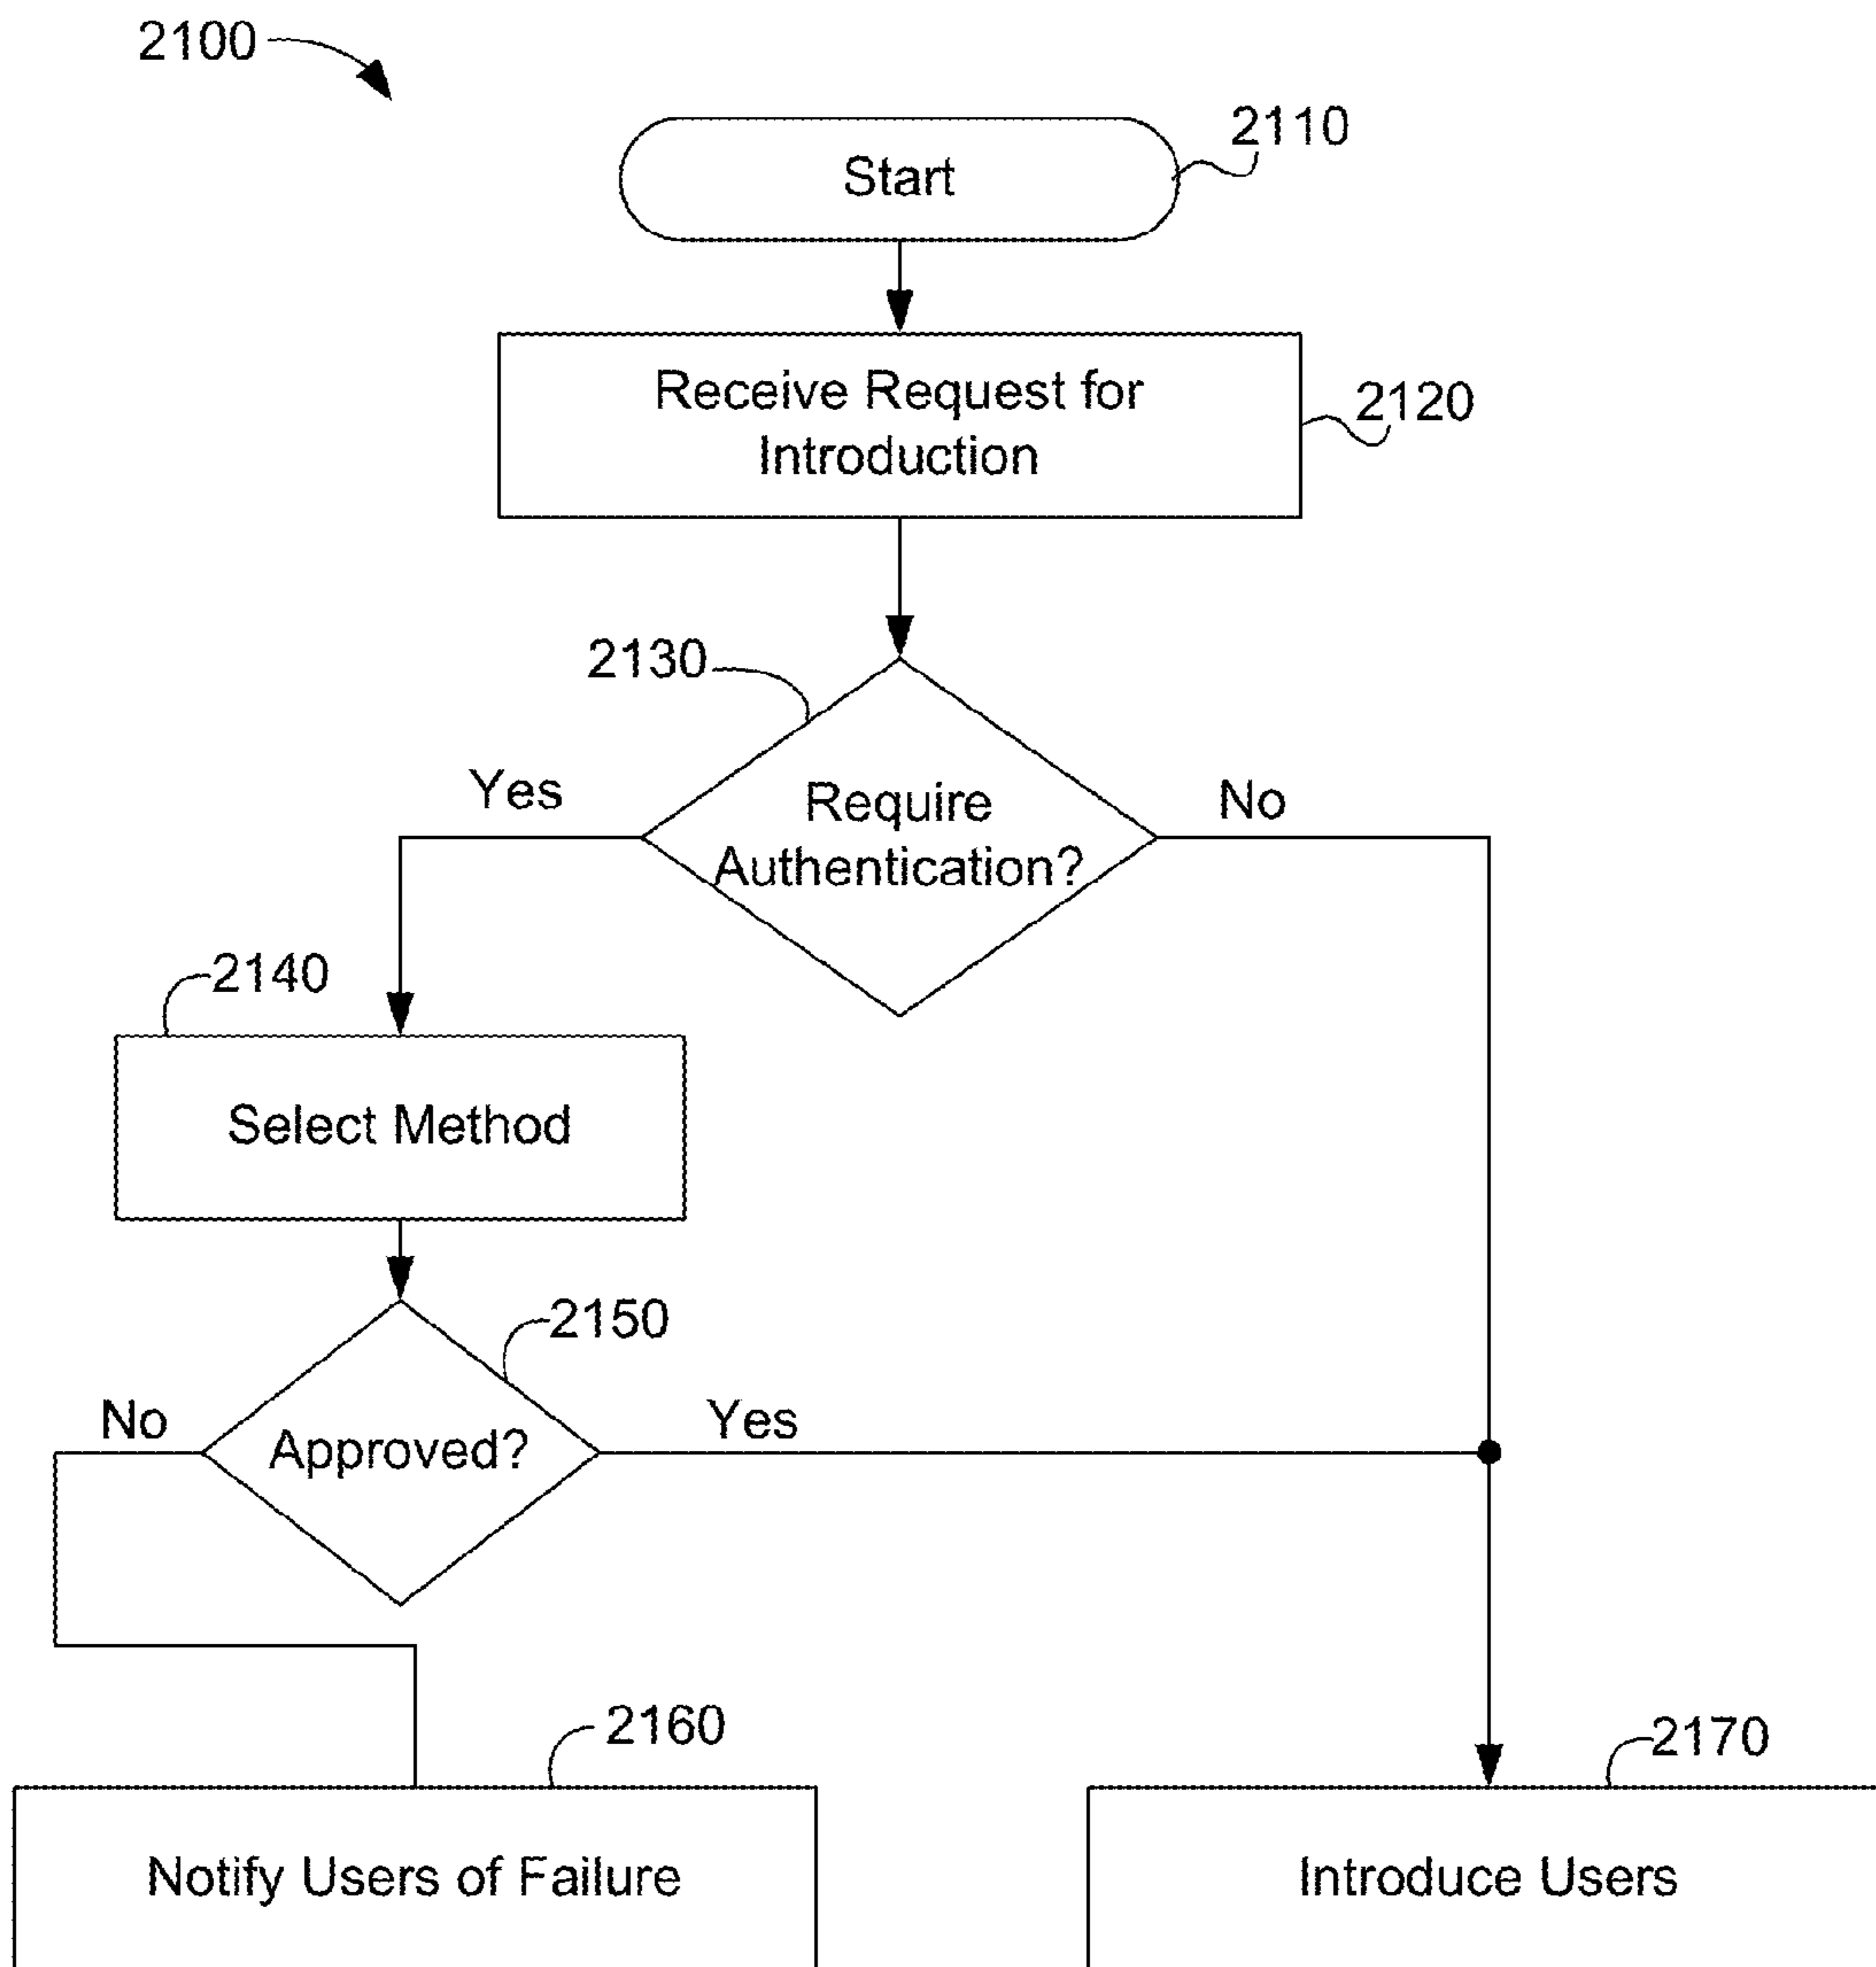 2100
2110
Start
Receive Request for
Introduction
2120
2130
Yes
Require
Authentication?
No
2140
Select Method
2150
No
Approved?
Yes
2160
2170
Notify Users of Failure
Introduce Users